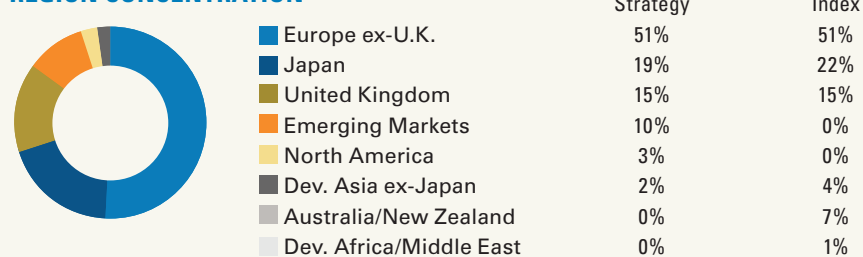 REGION CONCENTRATION
Strategy Index
Europe ex-U.K. 51% 51%
Japan 19% 22%
United Kingdom 15% 15%
Emerging Markets 10% 0%
North America 3% 0%
Dev. Asia ex-Japan 2% 4%
Australia/New Zealand 0% 7%
Dev. Africa/Middle East 0% 1%